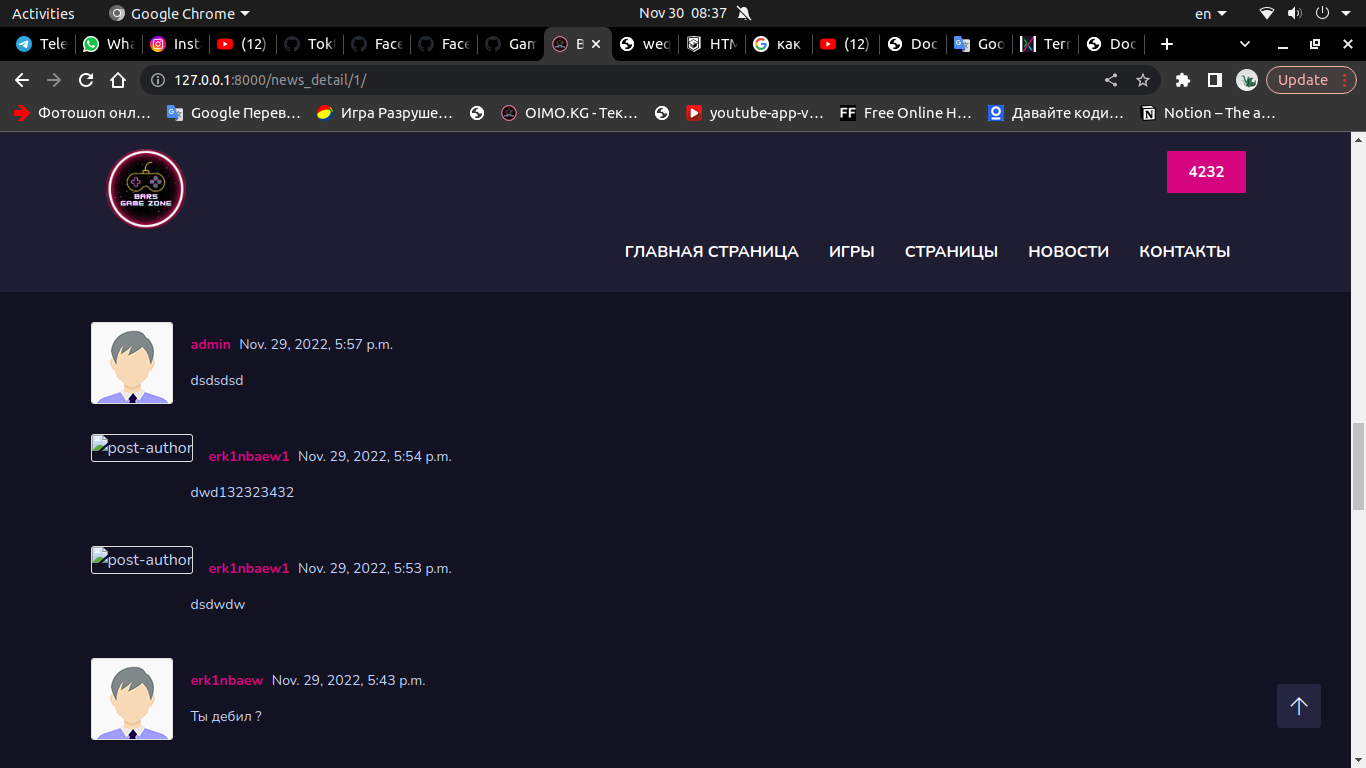 Activities Google Chrome Nov 30 08:37 en
Tele Wha Inst (12) Tok Face Face Gam B weq HTM как (12) Doc Goo Terr Doc
127.0.0.1:8000/news_detail/1/ Update
Фотошоп онл… Google Перев… Игра Разруше… OIMO.KG - Тек… youtube-app-v… FF Free Online H… Давайте коди… Notion – The a…
BARS
GAME ZONE
4232
ГЛАВНАЯ СТРАНИЦА ИГРЫ СТРАНИЦЫ НОВОСТИ КОНТАКТЫ
admin Nov. 29, 2022, 5:57 p.m.
dsdsdsd
post-author erk1nbaew1 Nov. 29, 2022, 5:54 p.m.
dwd132323432
post-author erk1nbaew1 Nov. 29, 2022, 5:53 p.m.
dsdwdw
erk1nbaew Nov. 29, 2022, 5:43 p.m.
Ты дебил ?